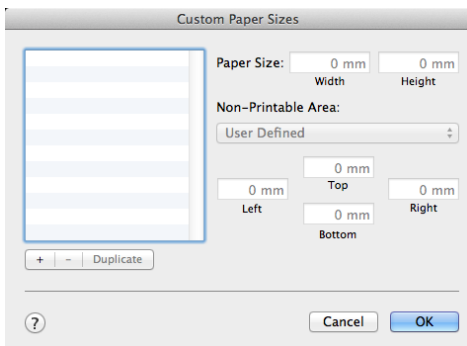 Custom Paper Sizes
Paper Size: 0 mm 0 mm
Width Height
Non-Printable Area:
User Defined
0 mm
Top
0 mm 0 mm
Left Right
0 mm
Bottom
+ - Duplicate
? Cancel OK